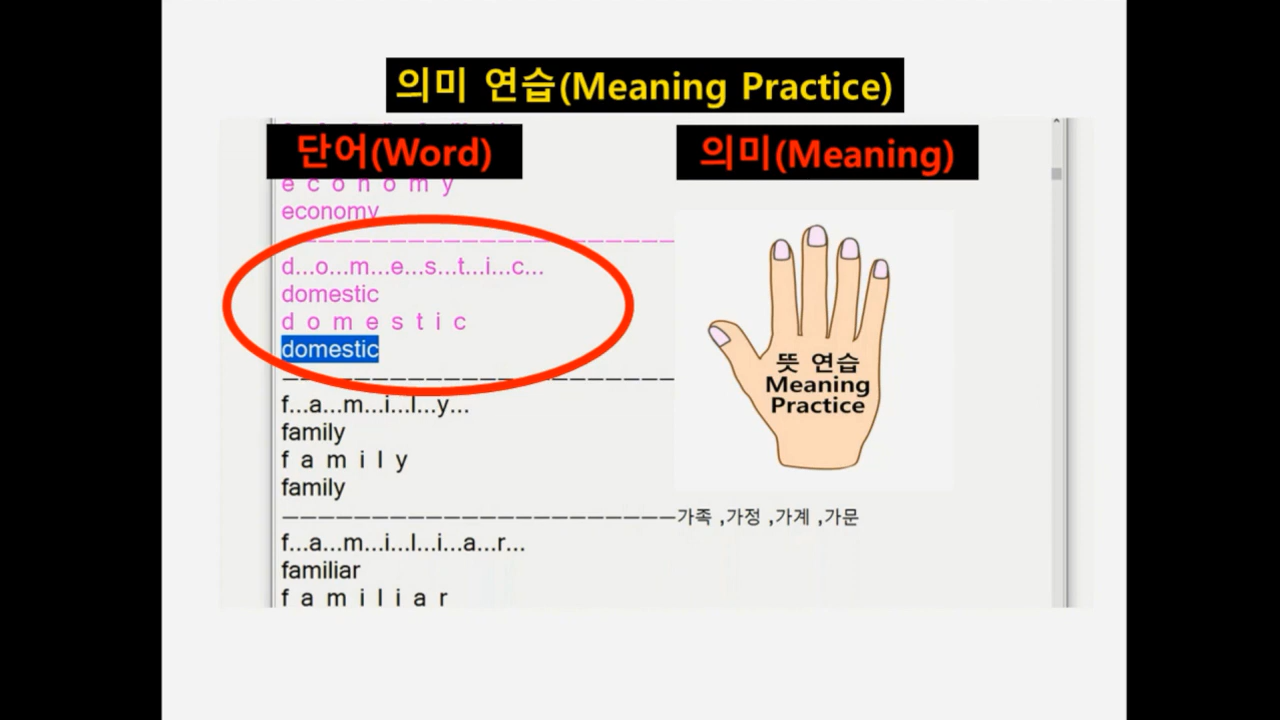 의미 연습(Meaning Practice)
단어(Word)
의미(Meaning)
e c o n o m y
economy
————————————————
d...o...m...e...s...t...i...c...
domestic
d o m e s t i c
domestic
————————————————
f...a...m...i...l...y...
family
f a m i l y
family
————————————————가족 ,가정 ,가계 ,가문
f...a...m...i...l...i...a...r...
familiar
f a m i l i a r
뜻 연습
Meaning
Practice